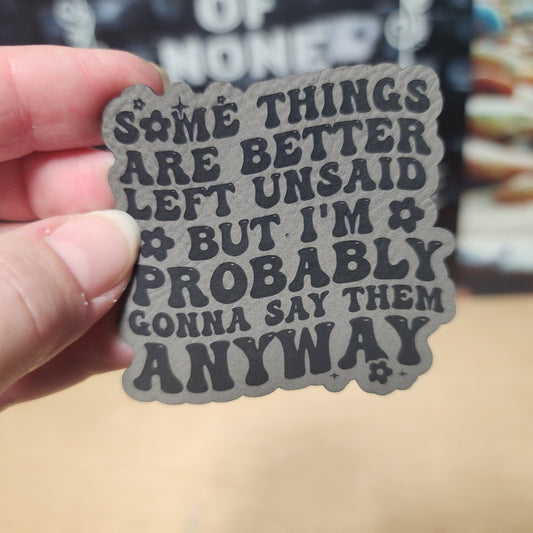 OF
NONE
SOME THINGS
ARE BETTER
LEFT UNSAID
BUT I'M
PROBABLY
GONNA SAY THEM
ANYWAY